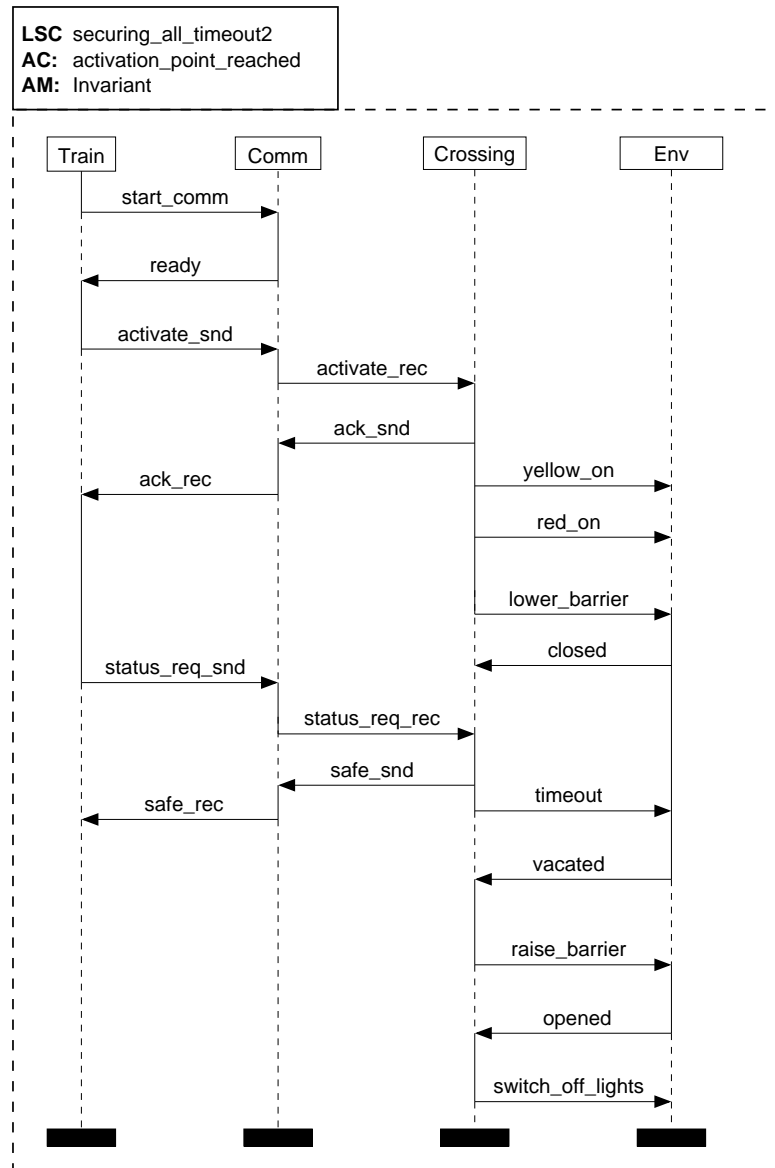 LSC securing_all_timeout2
AC: activation_point_reached
AM: Invariant
Train Comm Crossing Env
start_comm
ready
activate_snd
activate_rec
ack_snd
yellow_on
ack_rec
red_on
lower_barrier
closed
status_req_snd
status_req_rec
safe_snd
timeout
safe_rec
vacated
raise_barrier
opened
switch_off_lights